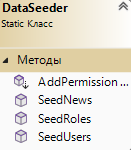 DataSeeder
Static Класс
Методы
AddPermission ...
SeedNews
SeedRoles
SeedUsers